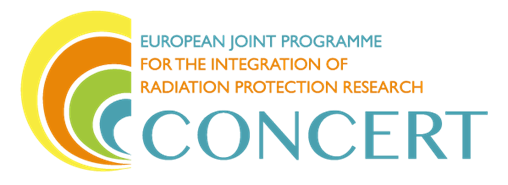 EUROPEAN JOINT PROGRAMME
FOR THE INTEGRATION OF
RADIATION PROTECTION RESEARCH
CONCERT